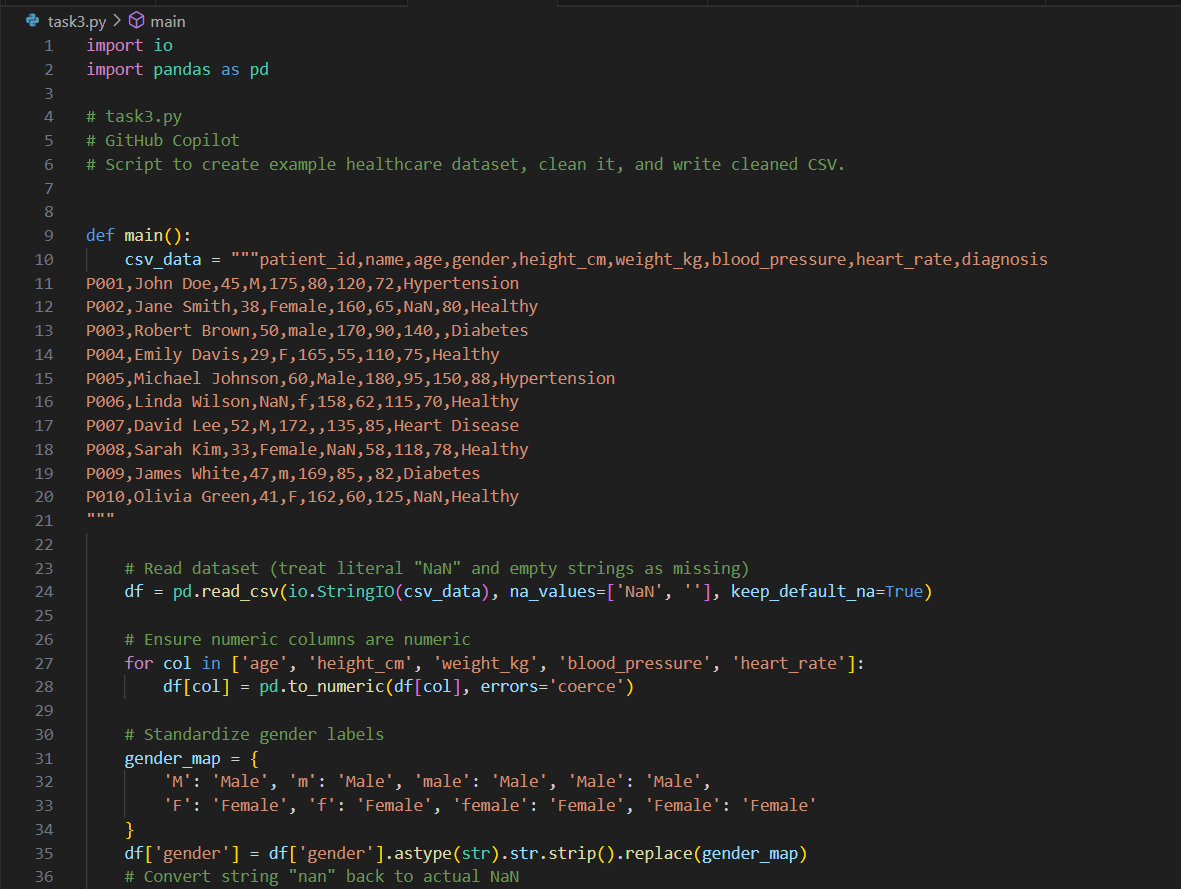 task3.py > main
1 import io
2 import pandas as pd
3
4 # task3.py
5 # GitHub Copilot
6 # Script to create example healthcare dataset, clean it, and write cleaned CSV.
7
8
9 def main():
10     csv_data = """patient_id,name,age,gender,height_cm,weight_kg,blood_pressure,heart_rate,diagnosis
11 P001,John Doe,45,M,175,80,120,72,Hypertension
12 P002,Jane Smith,38,Female,160,65,NaN,80,Healthy
13 P003,Robert Brown,50,male,170,90,140,,Diabetes
14 P004,Emily Davis,29,F,165,55,110,75,Healthy
15 P005,Michael Johnson,60,Male,180,95,150,88,Hypertension
16 P006,Linda Wilson,NaN,f,158,62,115,70,Healthy
17 P007,David Lee,52,M,172,,135,85,Heart Disease
18 P008,Sarah Kim,33,Female,NaN,58,118,78,Healthy
19 P009,James White,47,m,169,85,,82,Diabetes
20 P010,Olivia Green,41,F,162,60,125,NaN,Healthy
21 """
22
23     # Read dataset (treat literal "NaN" and empty strings as missing)
24     df = pd.read_csv(io.StringIO(csv_data), na_values=['NaN', ''], keep_default_na=True)
25
26     # Ensure numeric columns are numeric
27     for col in ['age', 'height_cm', 'weight_kg', 'blood_pressure', 'heart_rate']:
28         df[col] = pd.to_numeric(df[col], errors='coerce')
29
30     # Standardize gender labels
31     gender_map = {
32         'M': 'Male', 'm': 'Male', 'male': 'Male', 'Male': 'Male',
33         'F': 'Female', 'f': 'Female', 'female': 'Female', 'Female': 'Female'
34     }
35     df['gender'] = df['gender'].astype(str).str.strip().replace(gender_map)
36     # Convert string "nan" back to actual NaN